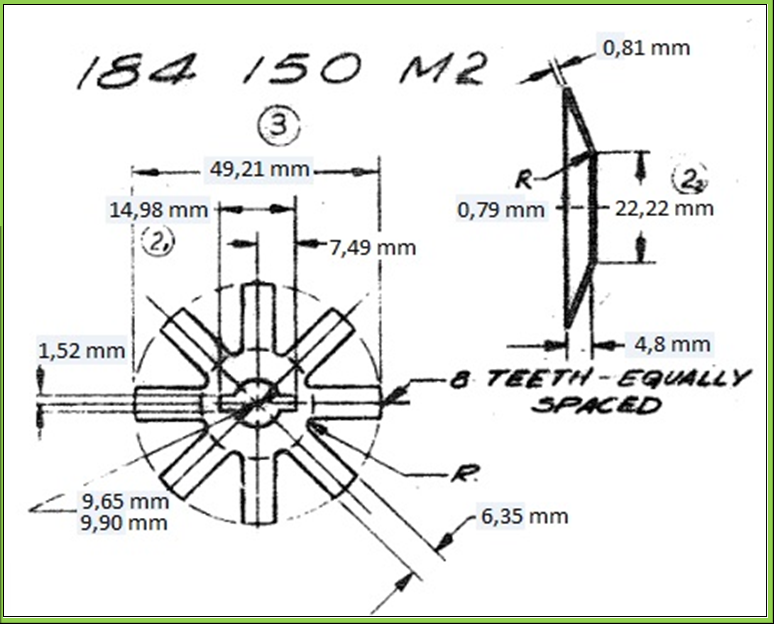 184 150 M2
3
49,21 mm
14,98 mm
2,
7,49 mm
1,52 mm
9,65 mm
9,90 mm
6,35 mm
R.
8 TEETH - EQUALLY
SPACED
0,81 mm
R
2₂
0,79 mm
22,22 mm
4,8 mm